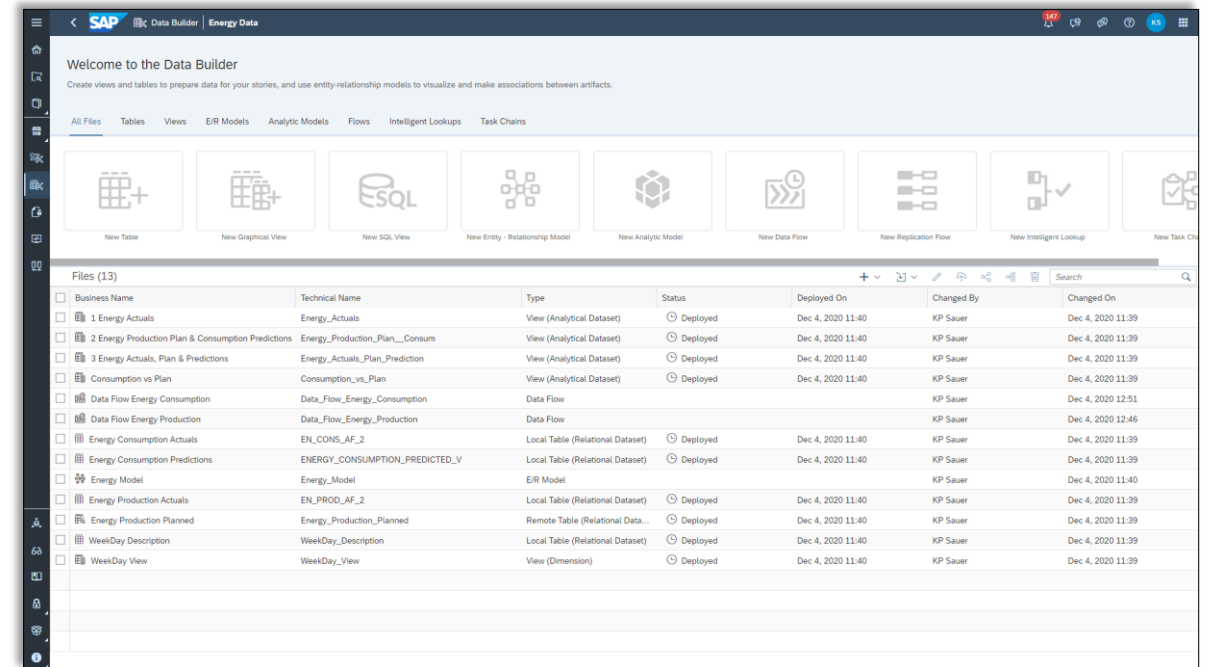 SAP Data Builder Energy Data 147 KS
Welcome to the Data Builder
Create views and tables to prepare data for your stories, and use entity-relationship models to visualize and make associations between artifacts.
All Files Tables Views E/R Models Analytic Models Flows Intelligent Lookups Task Chains
SQL
New Table New Graphical View New SQL View New Entity - Relationship Model New Analytic Model New Data Flow New Replication Flow New Intelligent Lookup New Task Cha
Files (13) Search
Business Name Technical Name Type Status Deployed On Changed By Changed On
1 Energy Actuals Energy_Actuals View (Analytical Dataset) Deployed Dec 4, 2020 11:40 KP Sauer Dec 4, 2020 11:39
2 Energy Production Plan & Consumption Predictions Energy_Production_Plan__Consum View (Analytical Dataset) Deployed Dec 4, 2020 11:40 KP Sauer Dec 4, 2020 11:39
3 Energy Actuals, Plan & Predictions Energy_Actuals_Plan_Prediction View (Analytical Dataset) Deployed Dec 4, 2020 11:40 KP Sauer Dec 4, 2020 11:39
Consumption vs Plan Consumption_vs_Plan View (Analytical Dataset) Deployed Dec 4, 2020 11:40 KP Sauer Dec 4, 2020 11:39
Data Flow Energy Consumption Data_Flow_Energy_Consumption Data Flow KP Sauer Dec 4, 2020 12:51
Data Flow Energy Production Data_Flow_Energy_Production Data Flow KP Sauer Dec 4, 2020 12:46
Energy Consumption Actuals EN_CONS_AF_2 Local Table (Relational Dataset) Deployed Dec 4, 2020 11:40 KP Sauer Dec 4, 2020 11:39
Energy Consumption Predictions ENERGY_CONSUMPTION_PREDICTED_V Local Table (Relational Dataset) Deployed Dec 4, 2020 11:40 KP Sauer Dec 4, 2020 11:39
Energy Model Energy_Model E/R Model KP Sauer Dec 4, 2020 11:40
Energy Production Actuals EN_PROD_AF_2 Local Table (Relational Dataset) Deployed Dec 4, 2020 11:40 KP Sauer Dec 4, 2020 11:39
Energy Production Planned Energy_Production_Planned Remote Table (Relational Data... Deployed Dec 4, 2020 11:40 KP Sauer Dec 4, 2020 11:39
WeekDay Description WeekDay_Description Local Table (Relational Dataset) Deployed Dec 4, 2020 11:40 KP Sauer Dec 4, 2020 11:39
WeekDay View WeekDay_View View (Dimension) Deployed Dec 4, 2020 11:40 KP Sauer Dec 4, 2020 11:39